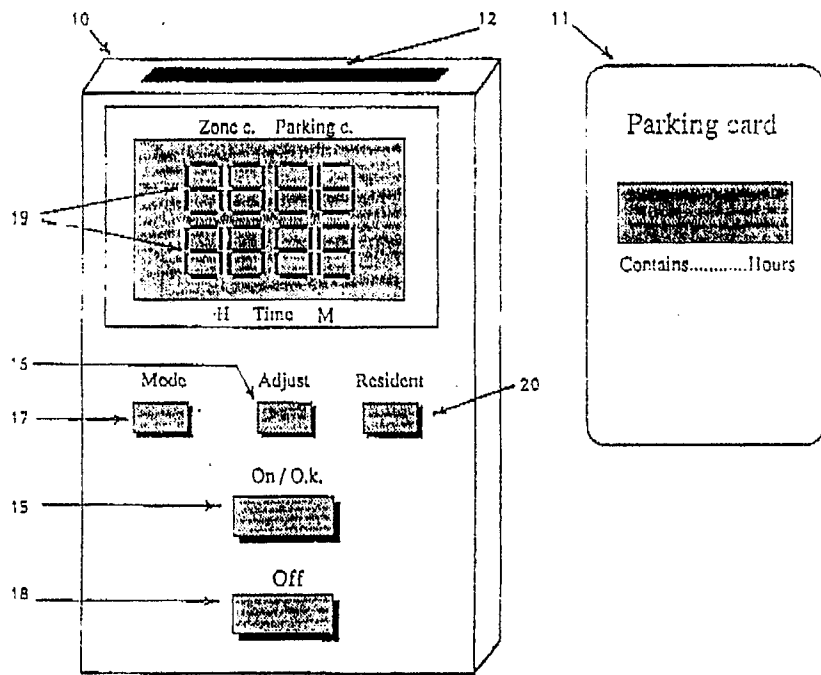 10
12
11
Zone c. Parking c.
Parking card
19
Contains............Hours
H Time M
Mode Adjust Resident
20
17
On / O.k.
15
Off
18